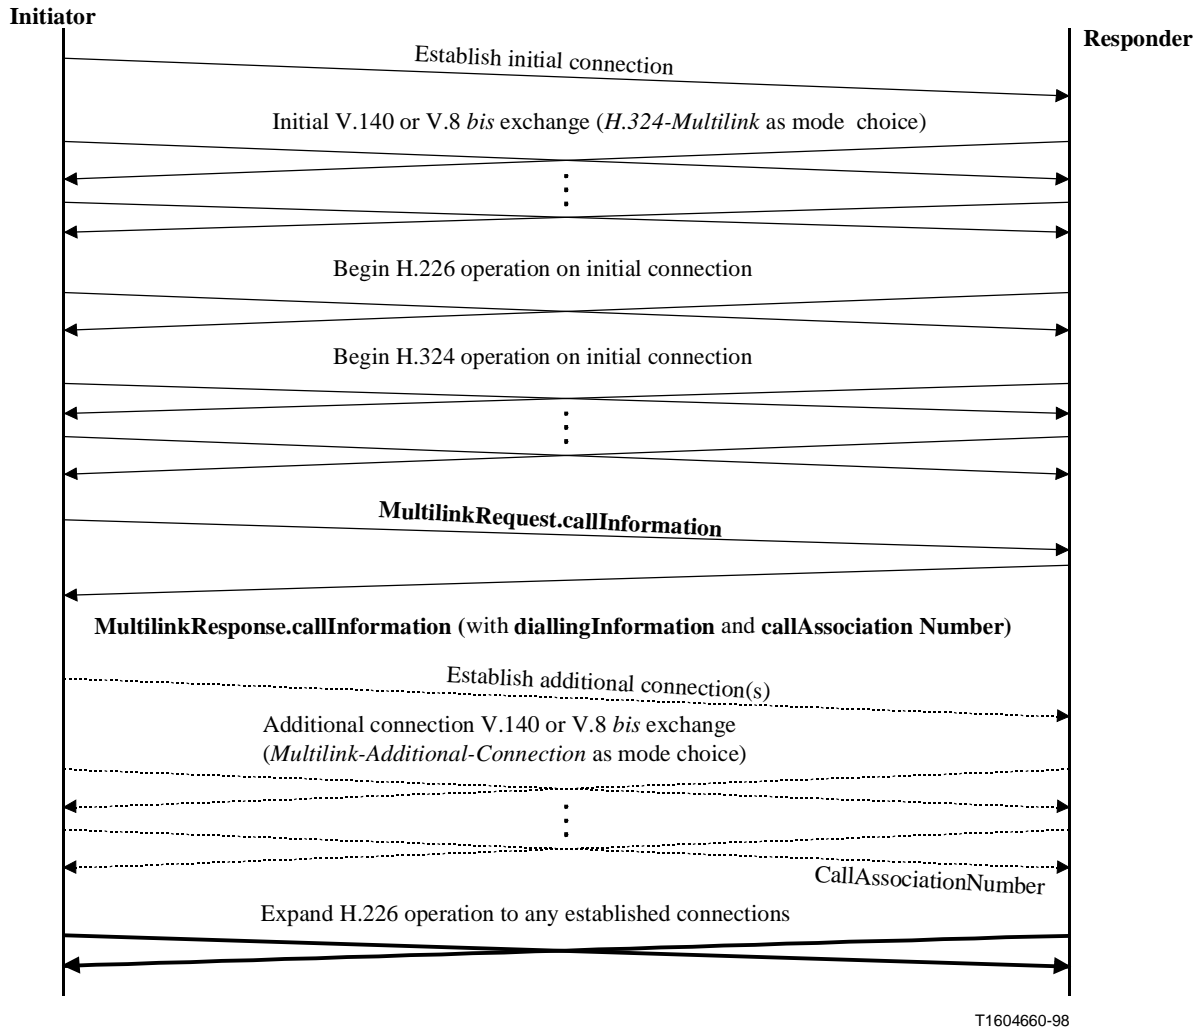 Initiator
Responder
Establish initial connection
Initial V.140 or V.8 bis exchange (H.324-Multilink as mode choice)
Begin H.226 operation on initial connection
Begin H.324 operation on initial connection
MultilinkRequest.callInformation
MultilinkResponse.callInformation (with diallingInformation and callAssociation Number)
Establish additional connection(s)
Additional connection V.140 or V.8 bis exchange
(Multilink-Additional-Connection as mode choice)
CallAssociationNumber
Expand H.226 operation to any established connections
T1604660-98